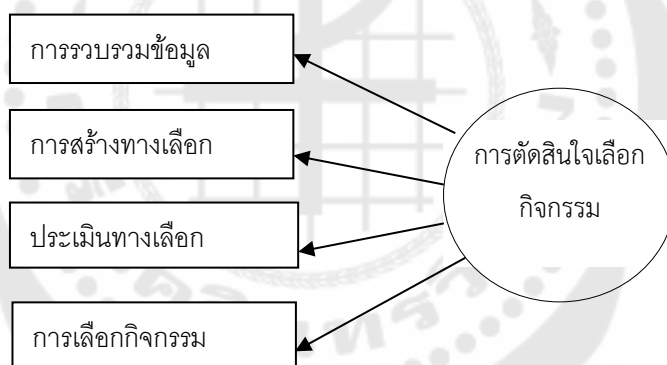 การรวบรวมข้อมูล
การสร้างทางเลือก
ประเมินทางเลือก
การเลือกกิจกรรม
การตัดสินใจเลือก
กิจกรรม